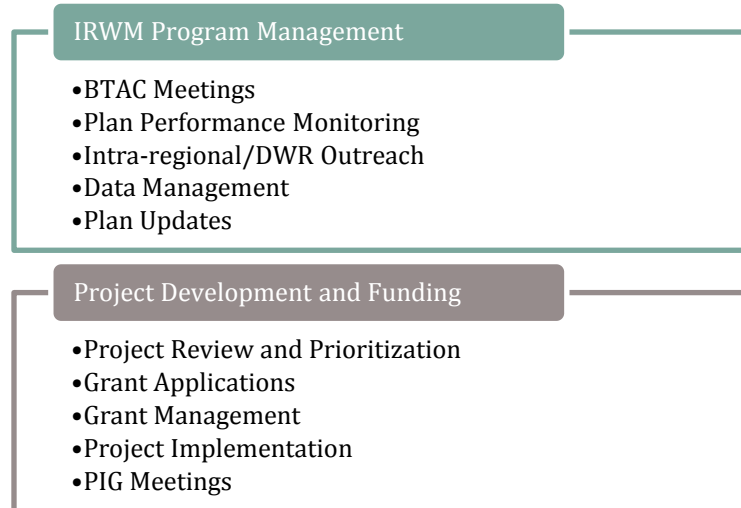 IRWM Program Management
•BTAC Meetings
•Plan Performance Monitoring
•Intra-regional/DWR Outreach
•Data Management
•Plan Updates
Project Development and Funding
•Project Review and Prioritization
•Grant Applications
•Grant Management
•Project Implementation
•PIG Meetings